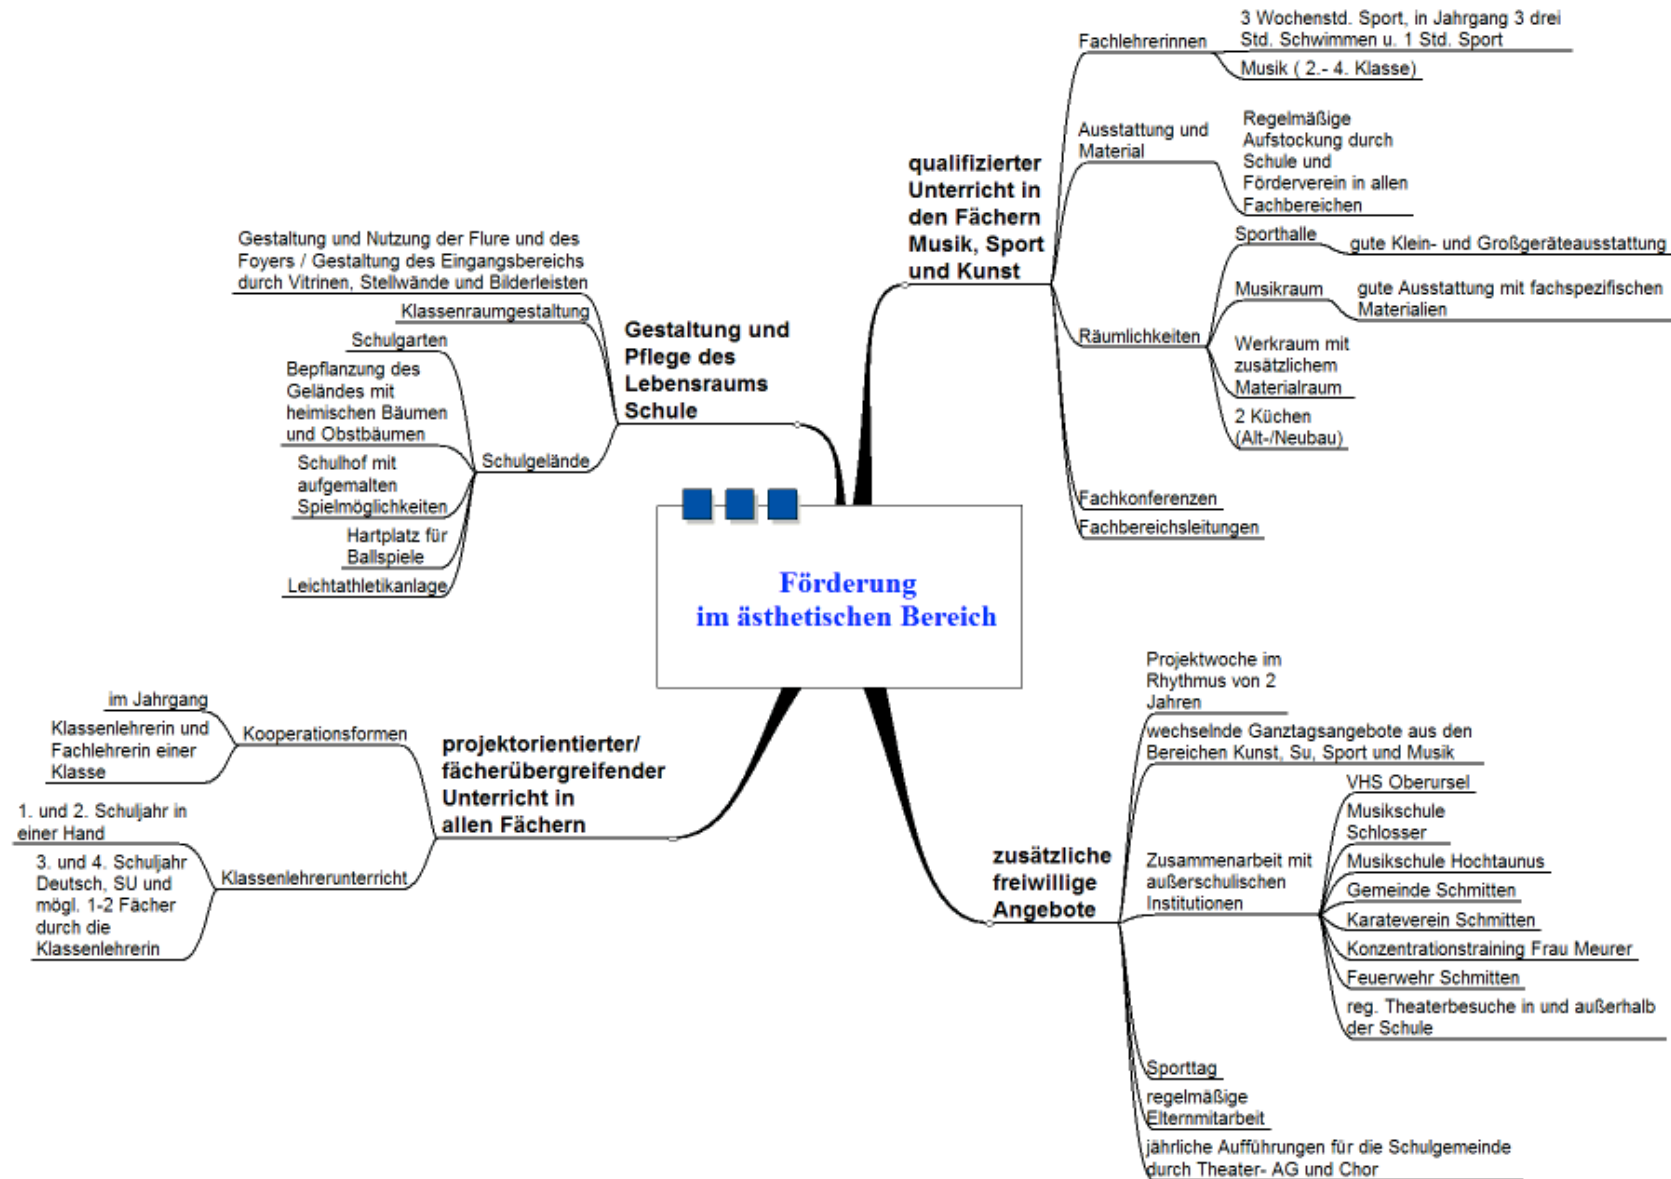 Förderung
im ästhetischen Bereich
qualifizierter
Unterricht in
den Fächern
Musik, Sport
und Kunst
Fachlehrerinnen
3 Wochenstd. Sport, in Jahrgang 3 drei
Std. Schwimmen u. 1 Std. Sport
Musik ( 2.- 4. Klasse)
Ausstattung und
Material
Regelmäßige
Aufstockung durch
Schule und
Förderverein in allen
Fachbereichen
Räumlichkeiten
Sporthalle
gute Klein- und Großgeräteausstattung
Musikraum
gute Ausstattung mit fachspezifischen
Materialien
Werkraum mit
zusätzlichem
Materialraum
2 Küchen
(Alt-/Neubau)
Fachkonferenzen
Fachbereichsleitungen
zusätzliche
freiwillige
Angebote
Projektwoche im
Rhythmus von 2
Jahren
wechselnde Ganztagsangebote aus den
Bereichen Kunst, Su, Sport und Musik
Zusammenarbeit mit
außerschulischen
Institutionen
VHS Oberursel
Musikschule
Schlosser
Musikschule Hochtaunus
Gemeinde Schmitten
Karateverein Schmitten
Konzentrationstraining Frau Meurer
Feuerwehr Schmitten
reg. Theaterbesuche in und außerhalb
der Schule
Sporttag
regelmäßige
Elternmitarbeit
jährliche Aufführungen für die Schulgemeinde
durch Theater- AG und Chor
projektorientierter/
fächerübergreifender
Unterricht in
allen Fächern
Kooperationsformen
im Jahrgang
Klassenlehrerin und
Fachlehrerin einer
Klasse
Klassenlehrerunterricht
1. und 2. Schuljahr in
einer Hand
3. und 4. Schuljahr
Deutsch, SU und
mögl. 1-2 Fächer
durch die
Klassenlehrerin
Gestaltung und
Pflege des
Lebensraums
Schule
Gestaltung und Nutzung der Flure und des
Foyers / Gestaltung des Eingangsbereichs
durch Vitrinen, Stellwände und Bilderleisten
Klassenraumgestaltung
Schulgelände
Schulgarten
Bepflanzung des
Geländes mit
heimischen Bäumen
und Obstbäumen
Schulhof mit
aufgemalten
Spielmöglichkeiten
Hartplatz für
Ballspiele
Leichtathletikanlage